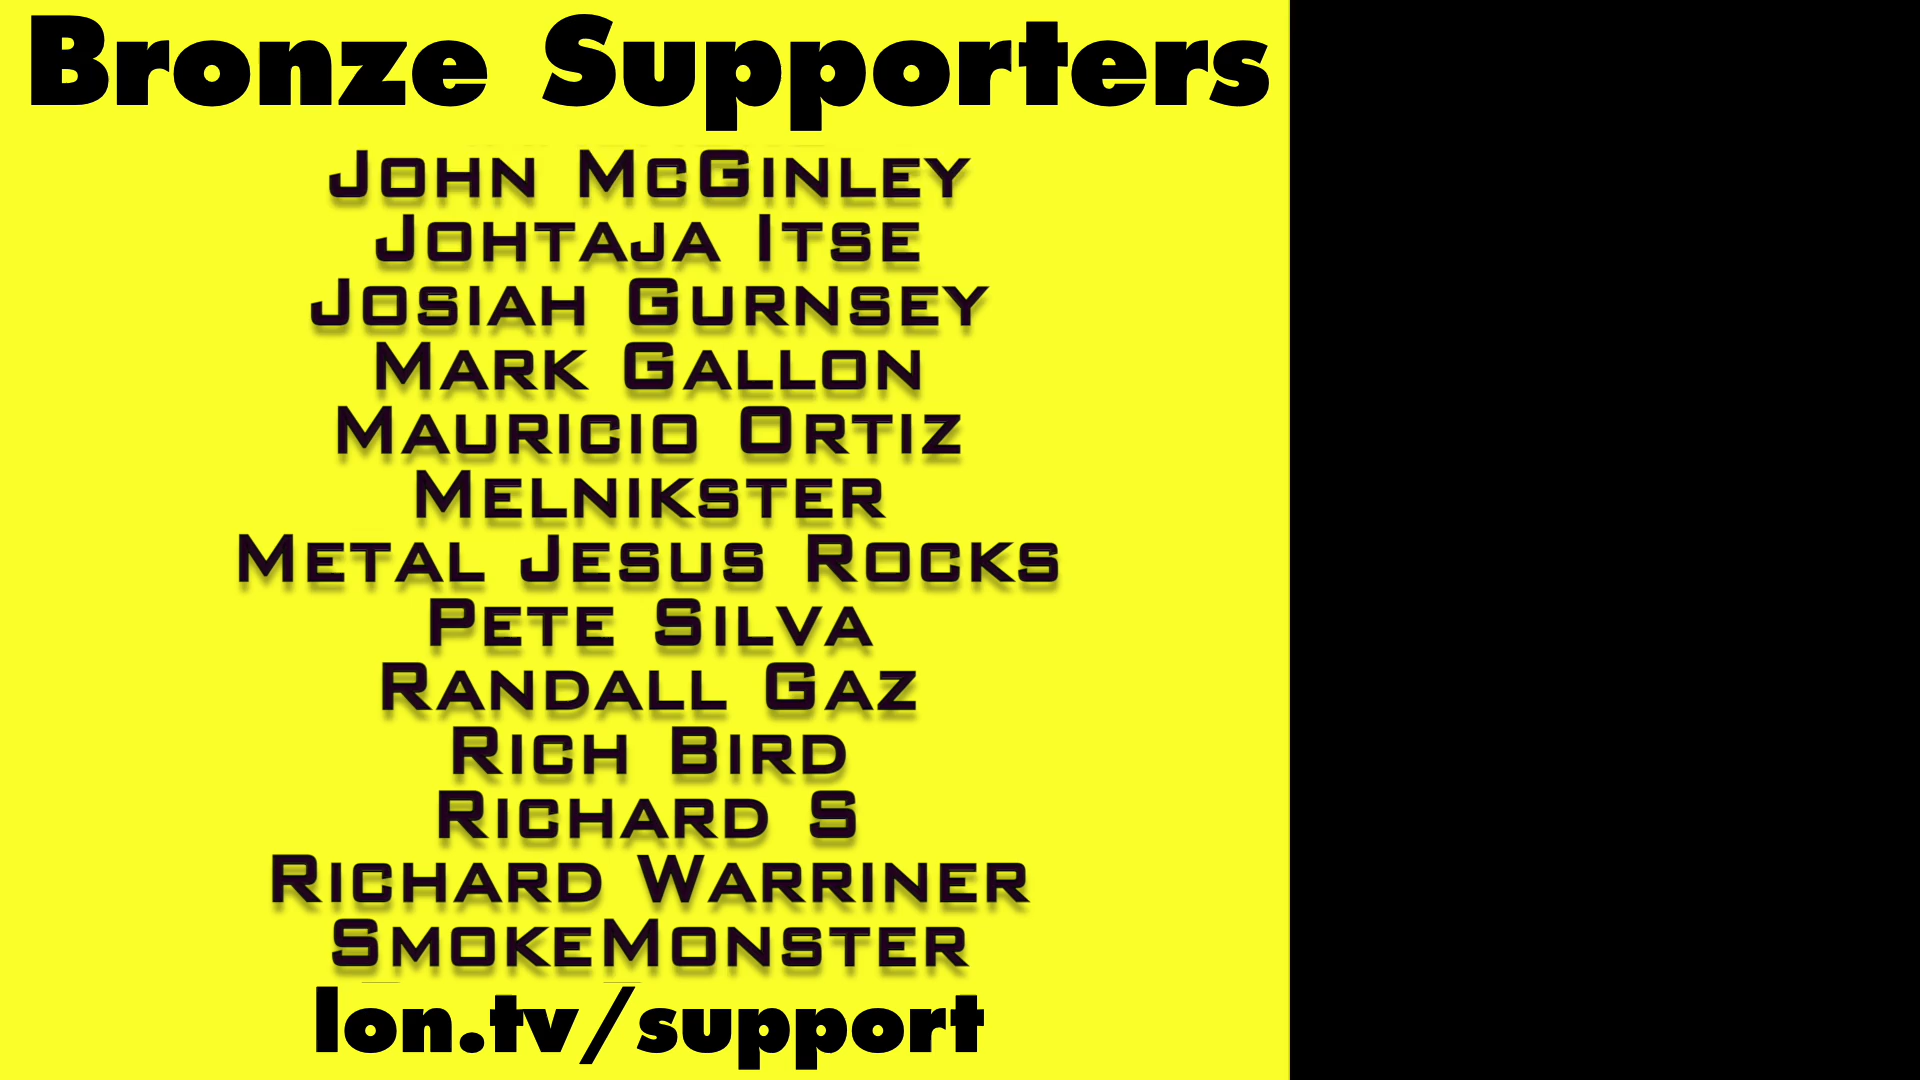 Bronze Supporters
John McGinley
Johtaja Itse
Josiah Gurnsey
Mark Gallon
Mauricio Ortiz
Melnikster
Metal Jesus Rocks
Pete Silva
Randall Gaz
Rich Bird
Richard S
Richard Warriner
SmokeMonster
lon.tv/support